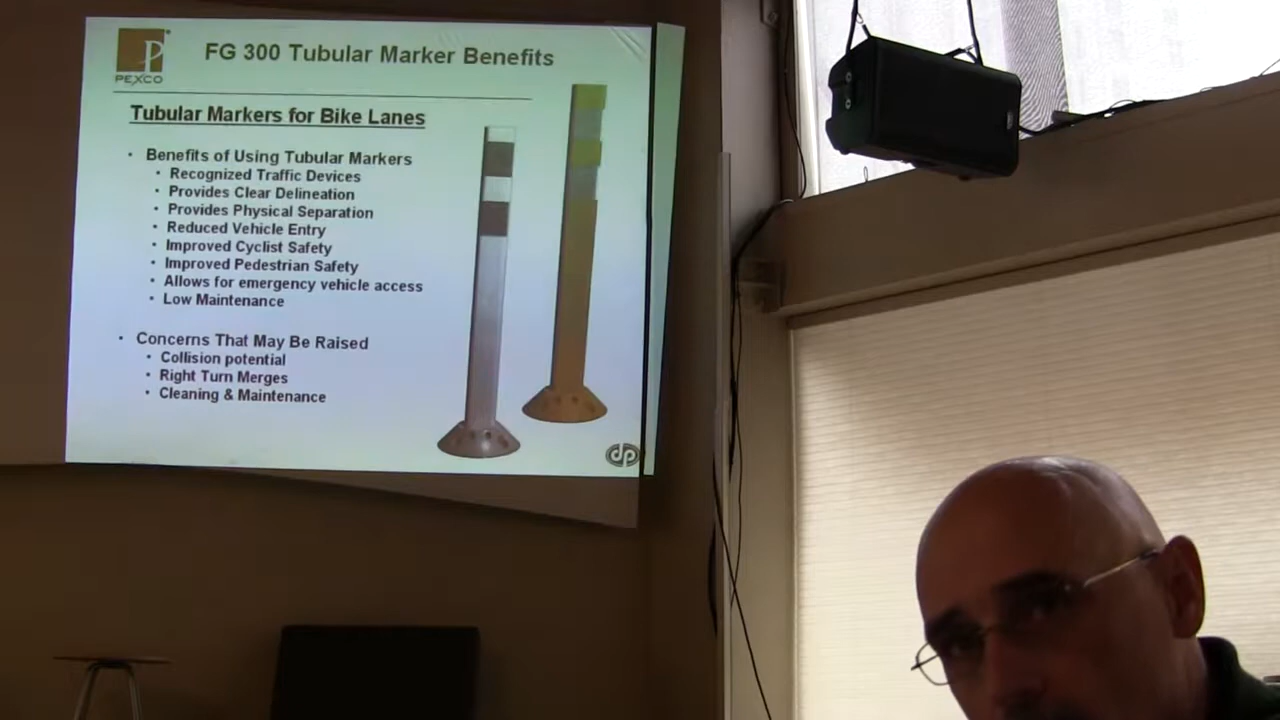 PEXCO
FG 300 Tubular Marker Benefits
Tubular Markers for Bike Lanes
• Benefits of Using Tubular Markers
• Recognized Traffic Devices
• Provides Clear Delineation
• Provides Physical Separation
• Reduced Vehicle Entry
• Improved Cyclist Safety
• Improved Pedestrian Safety
• Allows for emergency vehicle access
• Low Maintenance
• Concerns That May Be Raised
• Collision potential
• Right Turn Merges
• Cleaning & Maintenance
dp